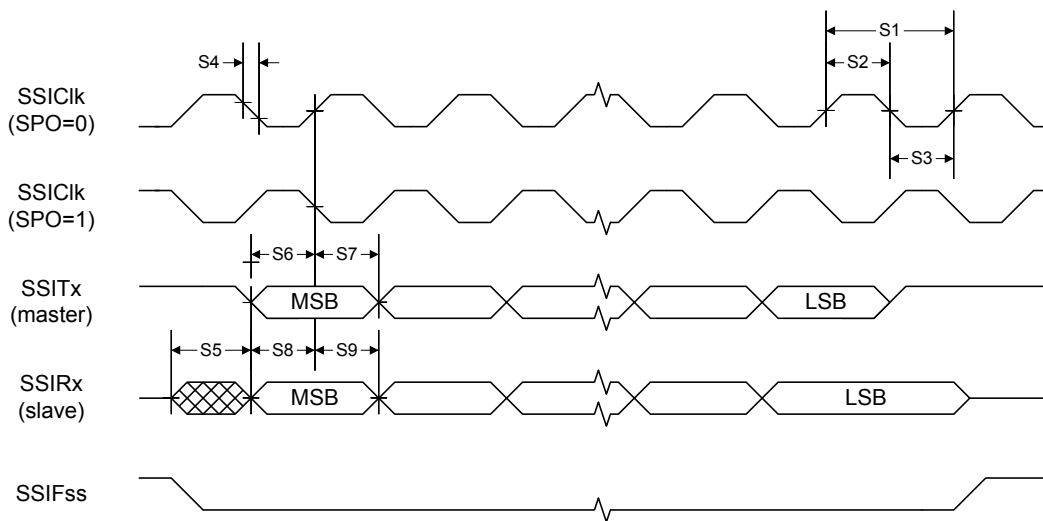 S1
S4
S2
SSIClk
(SPO=0)
S3
SSIClk
(SPO=1)
S6 S7
SSITx
(master)
MSB LSB
S5 S8 S9
SSIRx
(slave)
MSB LSB
SSIFss